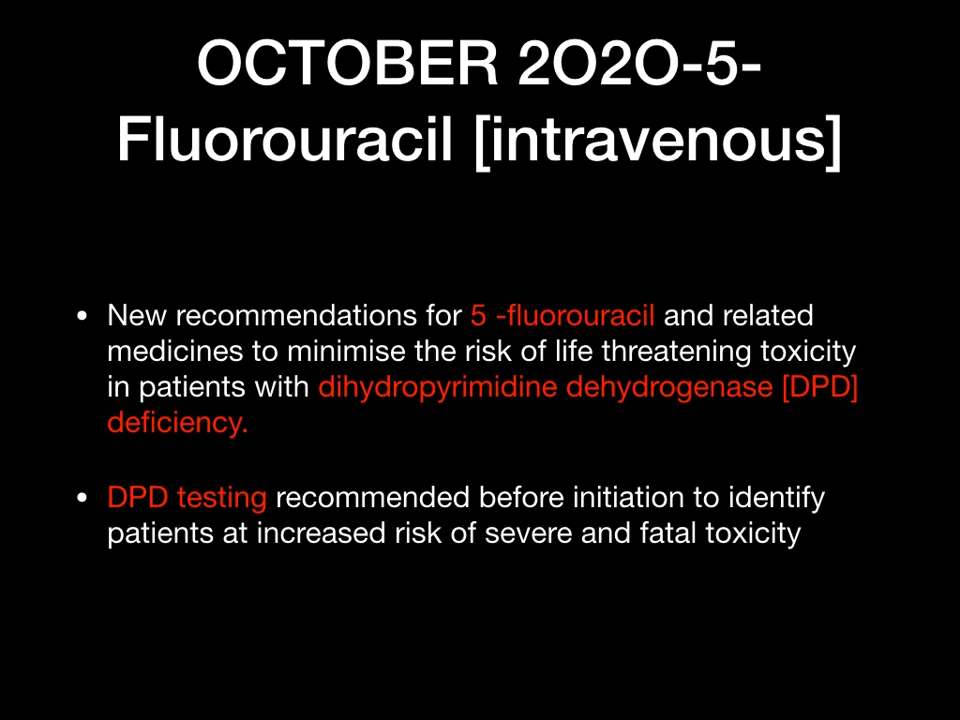 OCTOBER 2O2O-5-
Fluorouracil [intravenous]
• New recommendations for 5 -fluorouracil and related
medicines to minimise the risk of life threatening toxicity
in patients with dihydropyrimidine dehydrogenase [DPD]
deficiency.
• DPD testing recommended before initiation to identify
patients at increased risk of severe and fatal toxicity